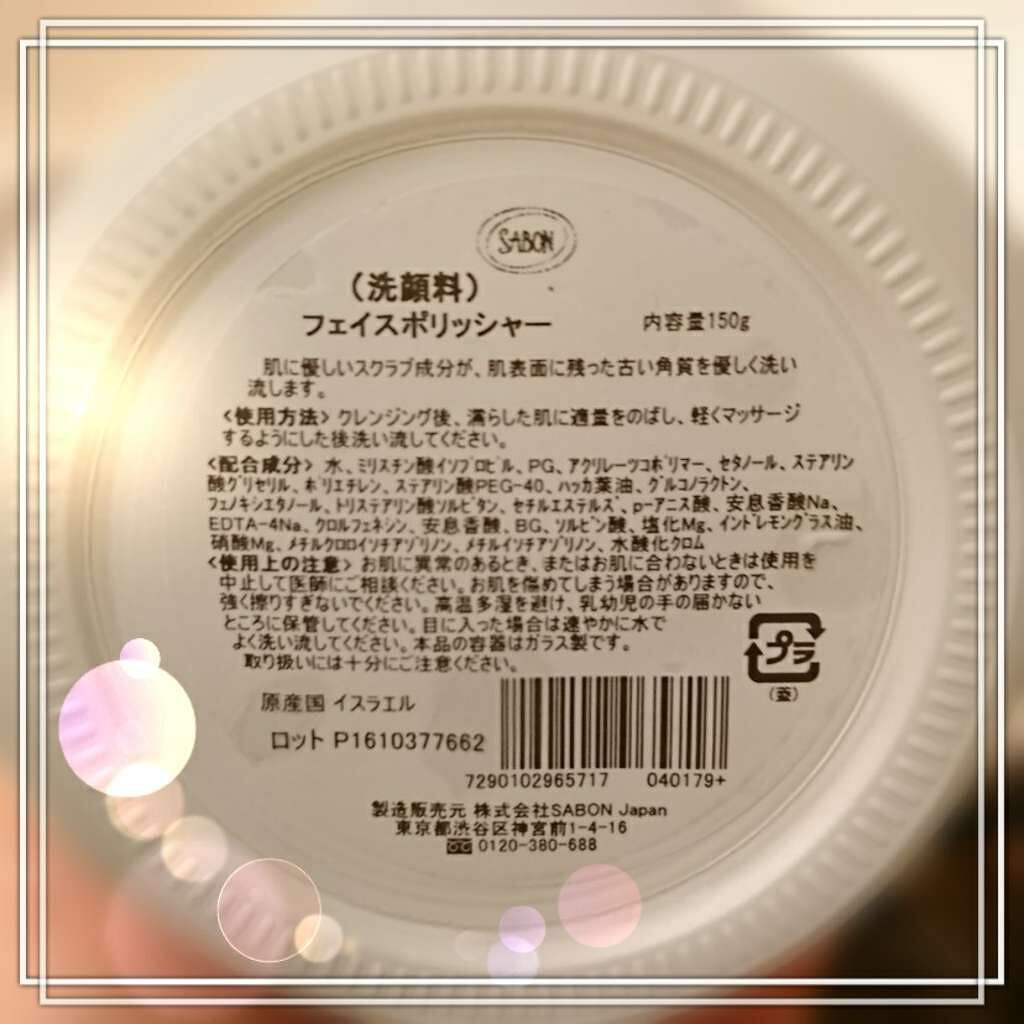 SABON
（洗顔料）
フェイスポリッシャー 内容量150g
肌に優しいスクラブ成分が、肌表面に残った古い角質を優しく洗い
流します。
<使用方法> クレンジング後、濡らした肌に適量をのばし、軽くマッサージ
するようにした後洗い流してください。
<配合成分> 水、ミリスチン酸イソプロピル、PG、アクリレーツコポリマー、セタノール、ステアリン
酸グリセリル、ポリエチレン、ステアリン酸PEG-40、ハッカ葉油、グルコノラクトン、
フェノキシエタノール、トリステアリン酸ソルビタン、セチルエステルズ、p-アニス酸、安息香酸Na、
EDTA-4Na、クロルフェネシン、安息香酸、BG、ソルビン酸、塩化Mg、インドレモングラス油、
硝酸Mg、メチルクロロイソチアゾリノン、メチルイソチアゾリノン、水酸化クロム
<使用上の注意> お肌に異常のあるとき、またはお肌に合わないときは使用を
中止して医師にご相談ください。お肌を傷めてしまう場合がありますので、
強く擦りすぎないでください。高温多湿を避け、乳幼児の手の届かない
ところに保管してください。目に入った場合は速やかに水で
よく洗い流してください。本品の容器はガラス製です。
取り扱いには十分にご注意ください。
プラ
（蓋）
原産国 イスラエル
ロット P1610377662
7290102965717 040179+
製造販売元 株式会社SABON Japan
東京都渋谷区神宮前1-4-16
0120-380-688